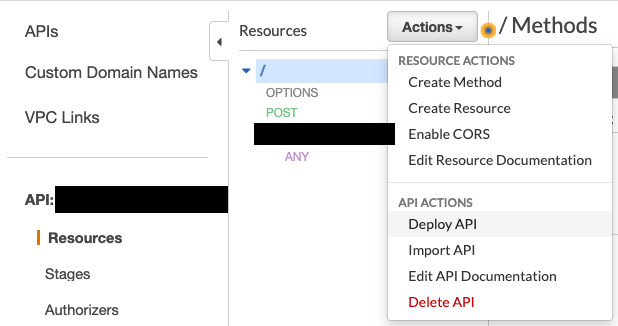 APIs
Custom Domain Names
VPC Links
API:
Resources
Stages
Authorizers
Resources
/
OPTIONS
POST
ANY
Actions
/ Methods
RESOURCE ACTIONS
Create Method
Create Resource
Enable CORS
Edit Resource Documentation
API ACTIONS
Deploy API
Import API
Edit API Documentation
Delete API